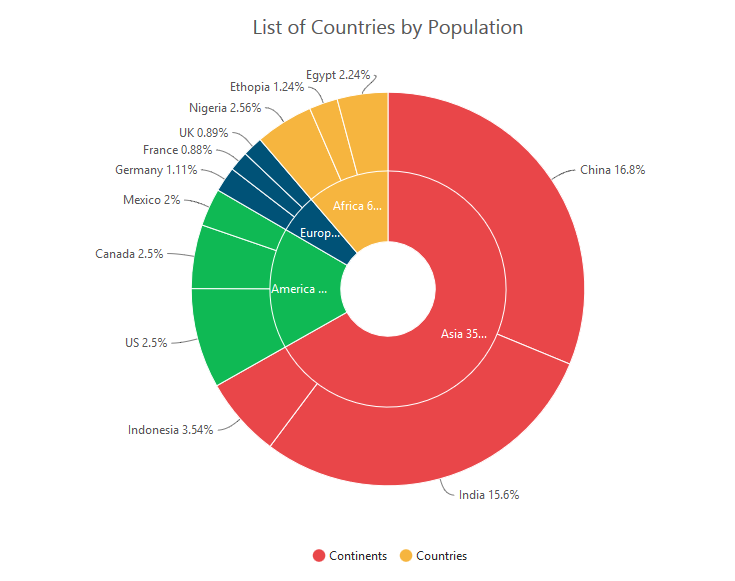 List of Countries by Population
Egypt 2.24%
Ethopia 1.24%
Nigeria 2.56%
UK 0.89%
France 0.88%
Germany 1.11%
Mexico 2%
Canada 2.5%
US 2.5%
Indonesia 3.54%
India 15.6%
China 16.8%
Africa 6...
Europ...
America ...
Asia 35...
Continents
Countries